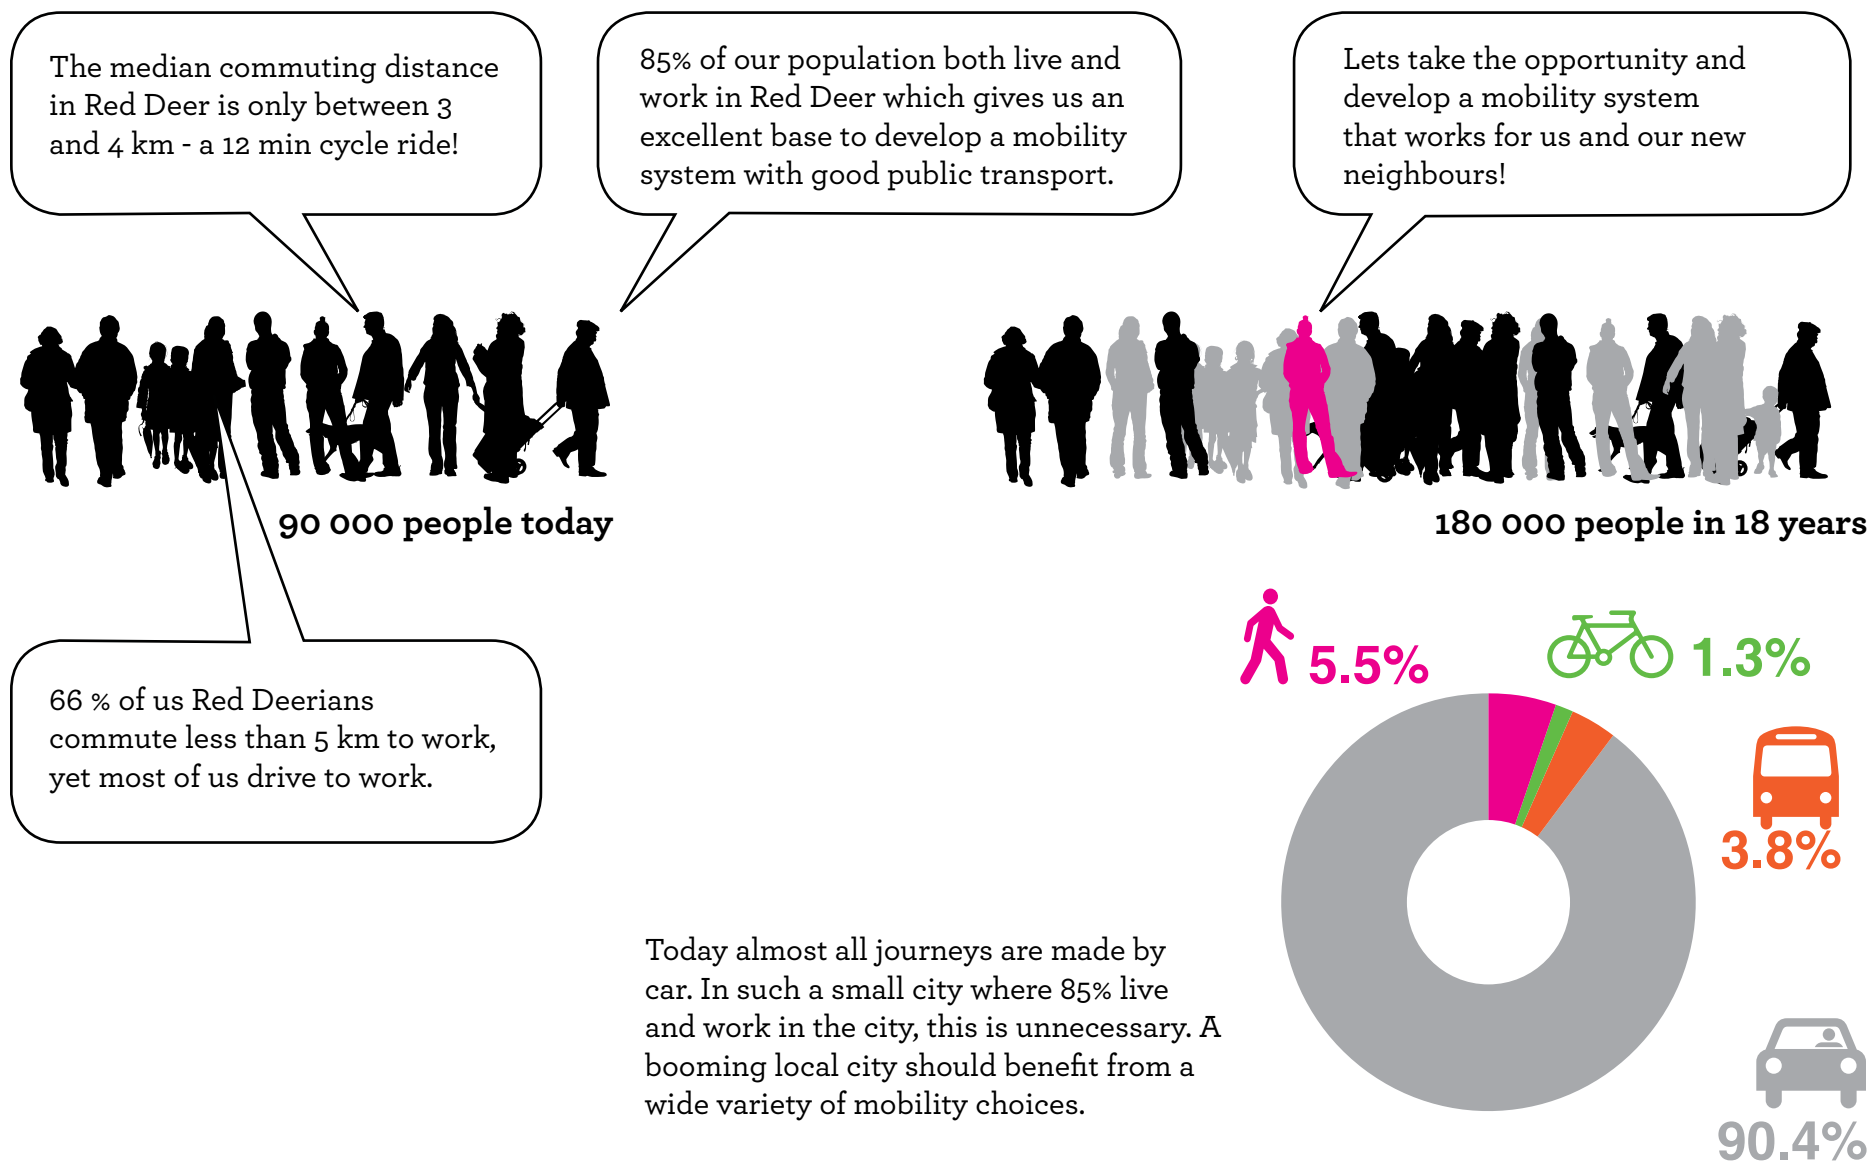 The median commuting distance
in Red Deer is only between 3
and 4 km - a 12 min cycle ride!
85% of our population both live and
work in Red Deer which gives us an
excellent base to develop a mobility
system with good public transport.
Lets take the opportunity and
develop a mobility system
that works for us and our new
neighbours!
90 000 people today
180 000 people in 18 years
66 % of us Red Deerians
commute less than 5 km to work,
yet most of us drive to work.
5.5%
1.3%
3.8%
90.4%
Today almost all journeys are made by
car. In such a small city where 85% live
and work in the city, this is unnecessary. A
booming local city should benefit from a
wide variety of mobility choices.